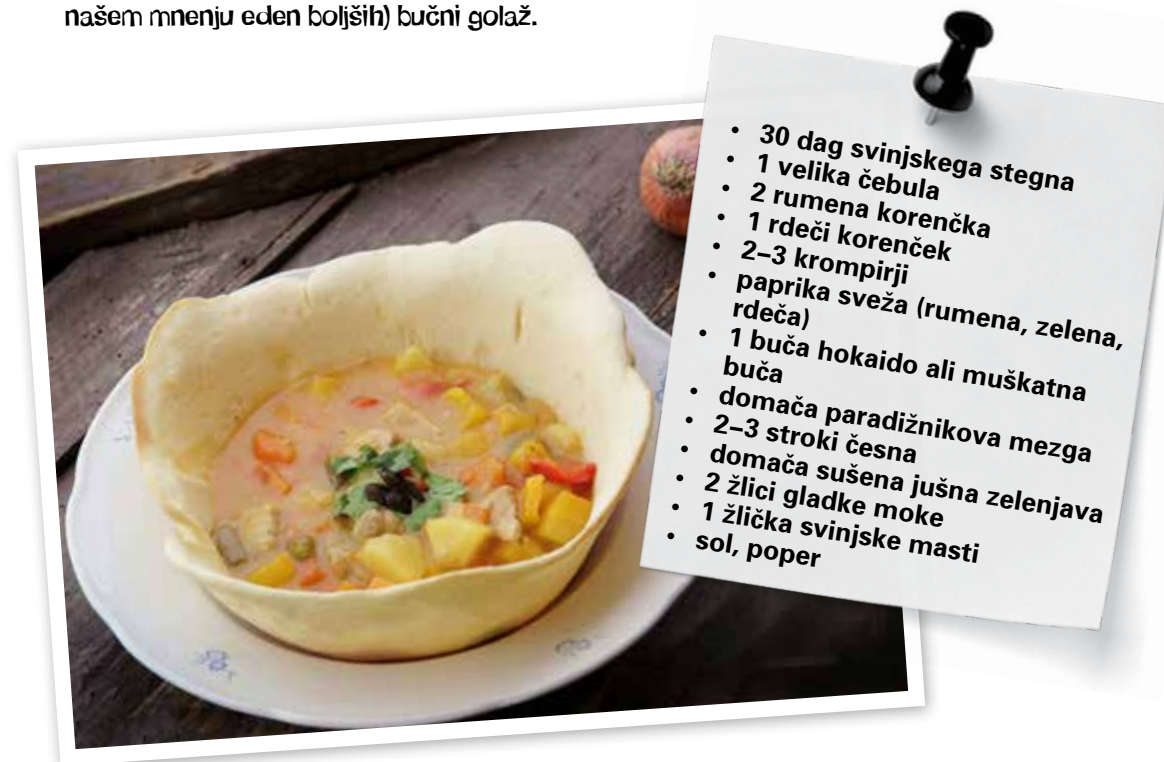 našem mnenju eden boljših) bučni golaž.
• 30 dag svinjskega stegna
• 1 velika čebula
• 2 rumena korenčka
• 1 rdeči korenček
• 2–3 krompirji
• paprika sveža (rumena, zelena,
rdeča)
• 1 buča hokaido ali muškatna
buča
• domača paradižnikova mezga
• 2–3 stroki česna
• domača sušena jušna zelenjava
• 2 žlici gladke moke
• 1 žlička svinjske masti
• sol, poper